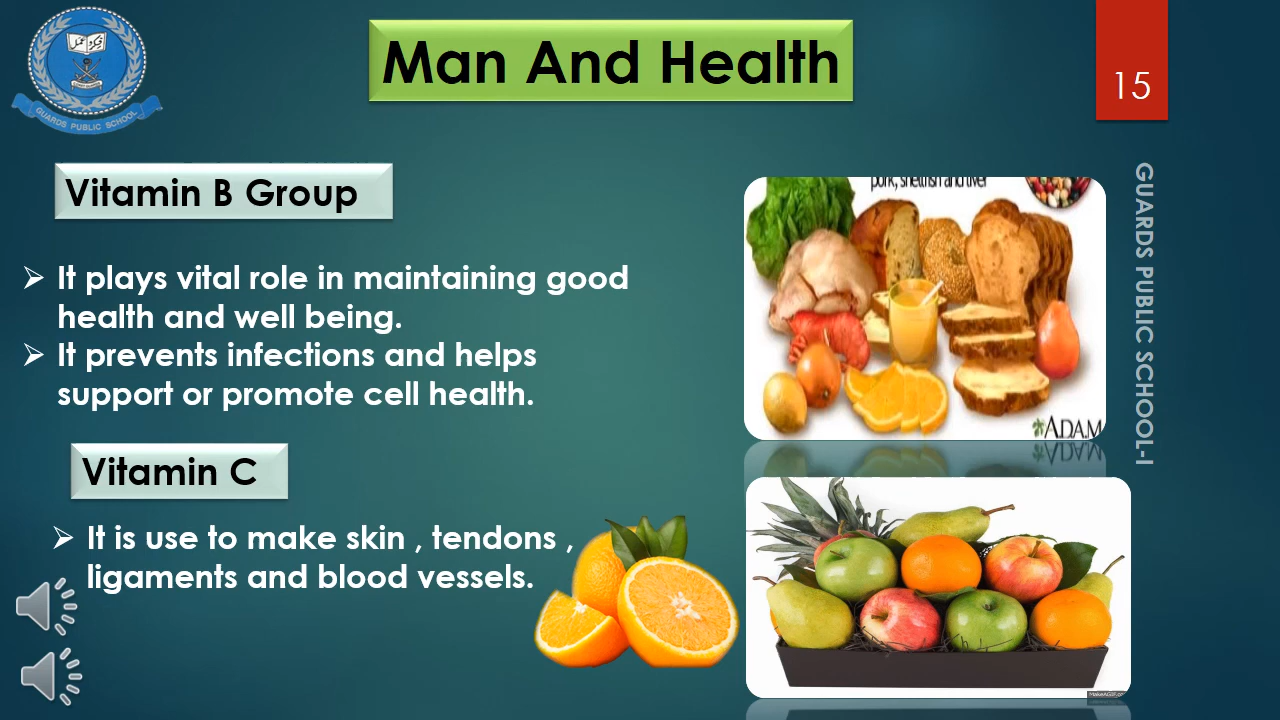 Man And Health
15
GUARDS PUBLIC SCHOOL
Vitamin B Group
➢ It plays vital role in maintaining good
health and well being.
➢ It prevents infections and helps
support or promote cell health.
Vitamin C
➢ It is use to make skin , tendons ,
ligaments and blood vessels.
pork, shellfish and liver
A.D.A.M.
GUARDS PUBLIC SCHOOL-I